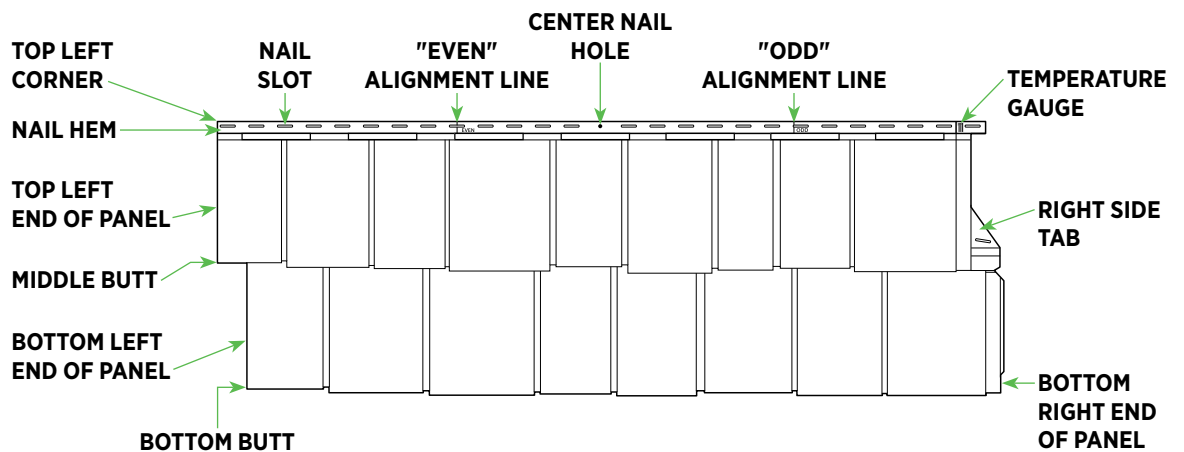 TOP LEFT
CORNER
NAIL
SLOT
"EVEN"
ALIGNMENT LINE
CENTER NAIL
HOLE
"ODD"
ALIGNMENT LINE
TEMPERATURE
GAUGE
NAIL HEM
EVEN
ODD
TOP LEFT
END OF PANEL
RIGHT SIDE
TAB
MIDDLE BUTT
BOTTOM LEFT
END OF PANEL
BOTTOM BUTT
BOTTOM
RIGHT END
OF PANEL